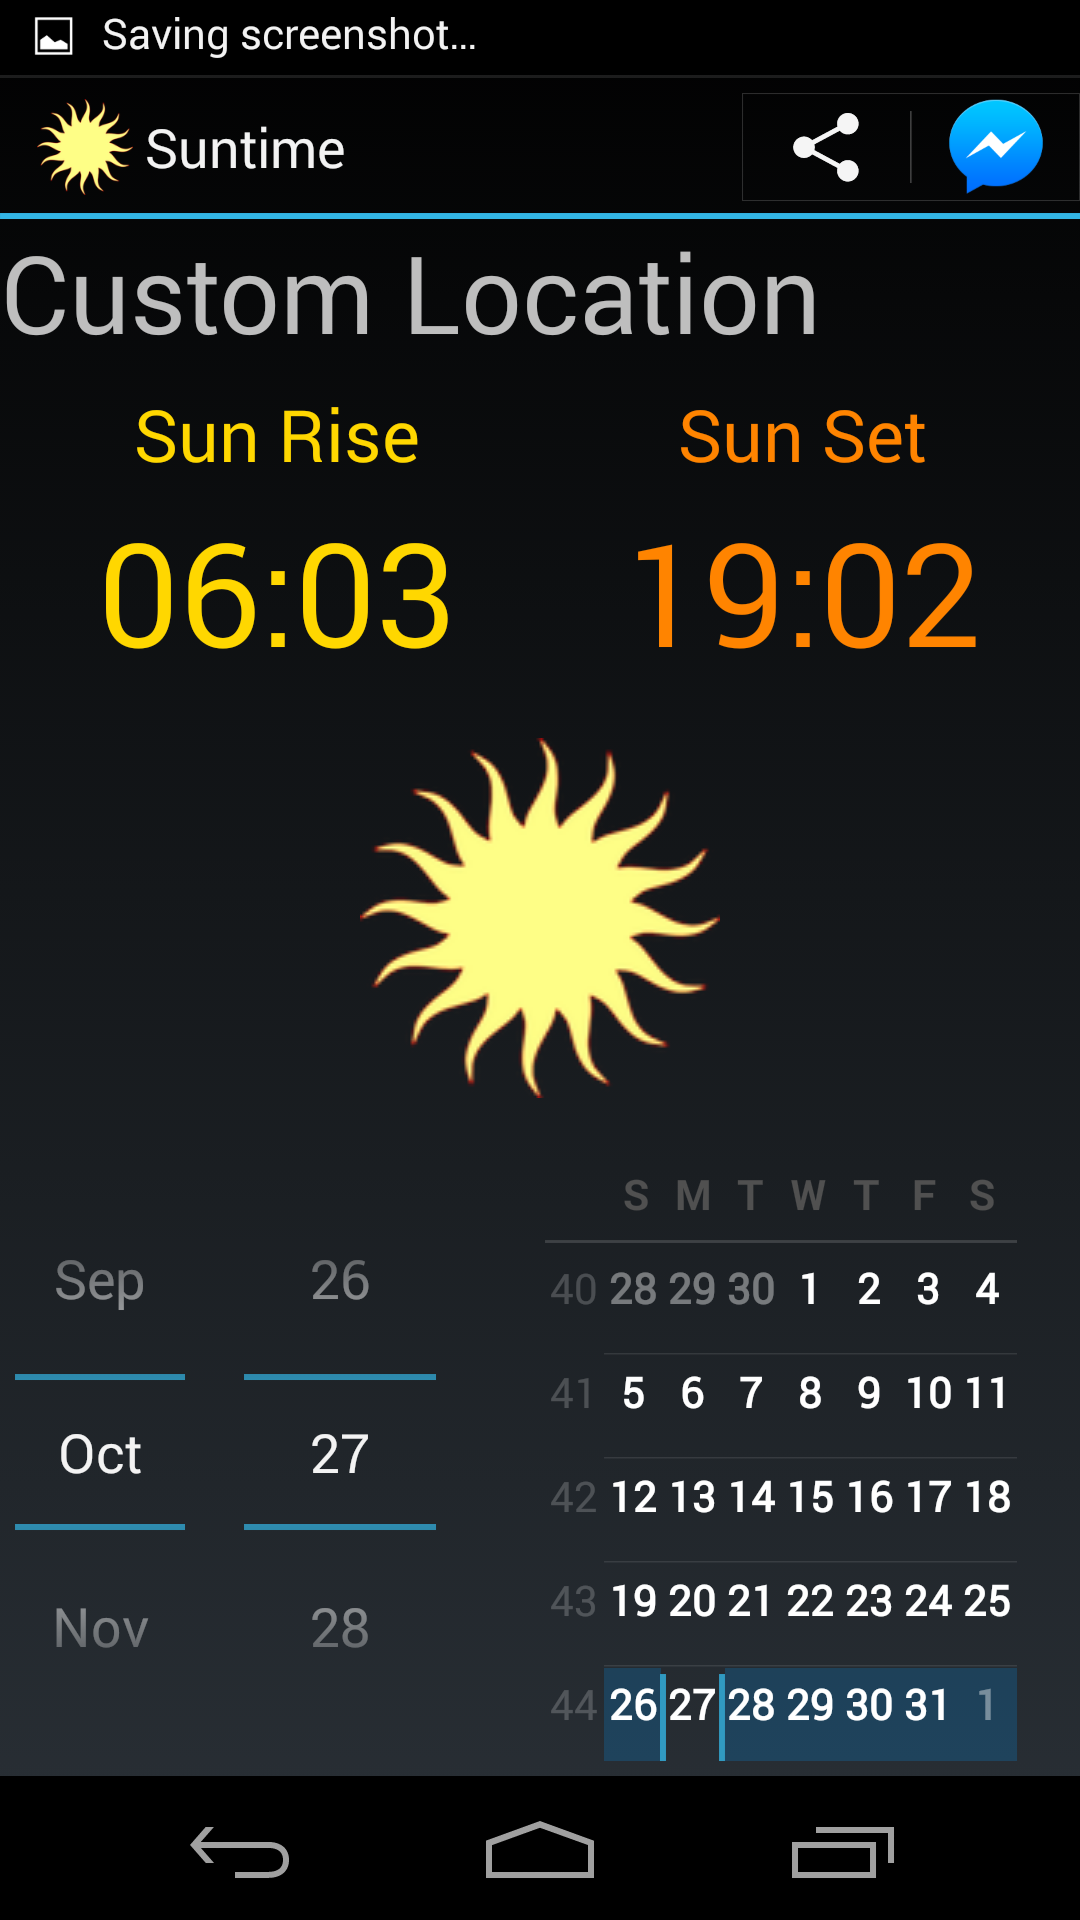 Saving screenshot...
Suntime
Custom Location
Sun Rise Sun Set
06:03 19:02
S M T W T F S
Sep 26
Oct 27
Nov 28
40 28 29 30 1 2 3 4
41 5 6 7 8 9 10 11
42 12 13 14 15 16 17 18
43 19 20 21 22 23 24 25
44 26 27 28 29 30 31 1